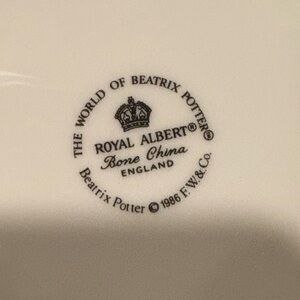 THE WORLD OF BEATRIX POTTER®
ROYAL ALBERT®
Bone China
ENGLAND
Beatrix Potter © 1986 F.W.& Co.